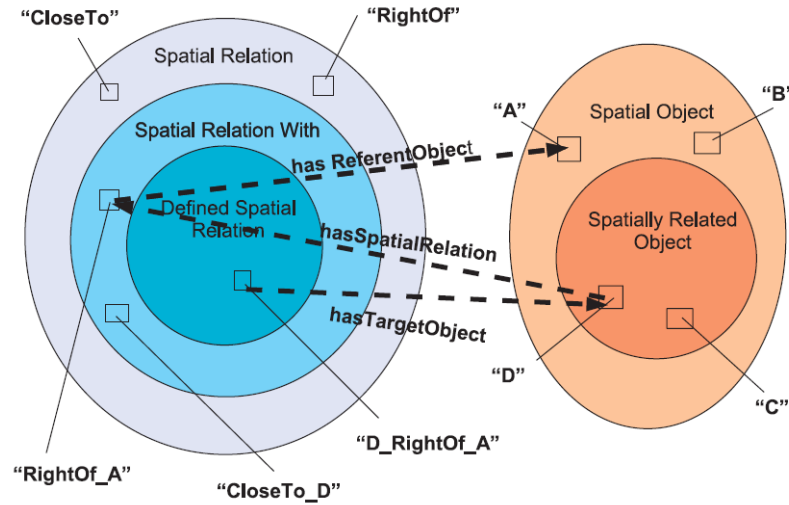 “CloseTo”
“RightOf”
Spatial Relation
“A”
Spatial Object
“B’
Spatial Relation With
has ReferentObject
Defined Spatial
Relation
Spatially Related
Object
hasSpatialRelation
hasTargetObject
“D”
“C”
“D_RightOf_A”
“RightOf_A”
“CloseTo_D”